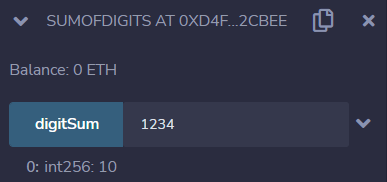 SUMOFDIGITS AT 0XD4F...2CBEE
Balance: 0 ETH
digitSum 1234
0: int256: 10